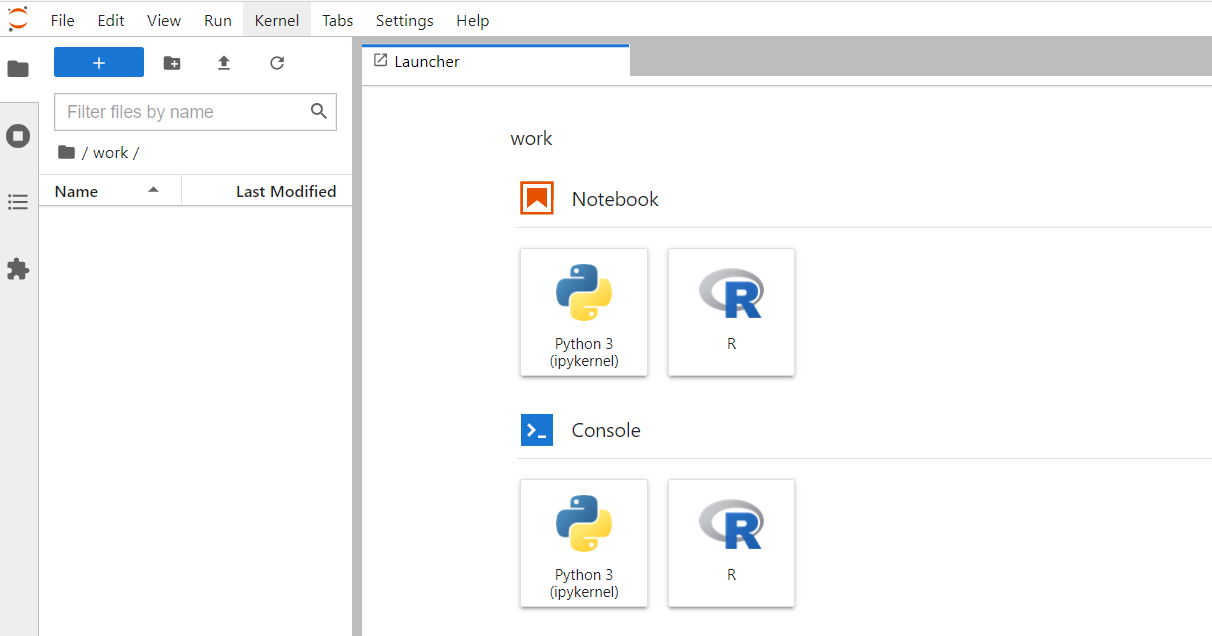 File Edit View Run Kernel Tabs Settings Help
+
Launcher
Filter files by name
/ work /
Name Last Modified
work
Notebook
Python 3
(ipykernel)
R
Console
Python 3
(ipykernel)
R